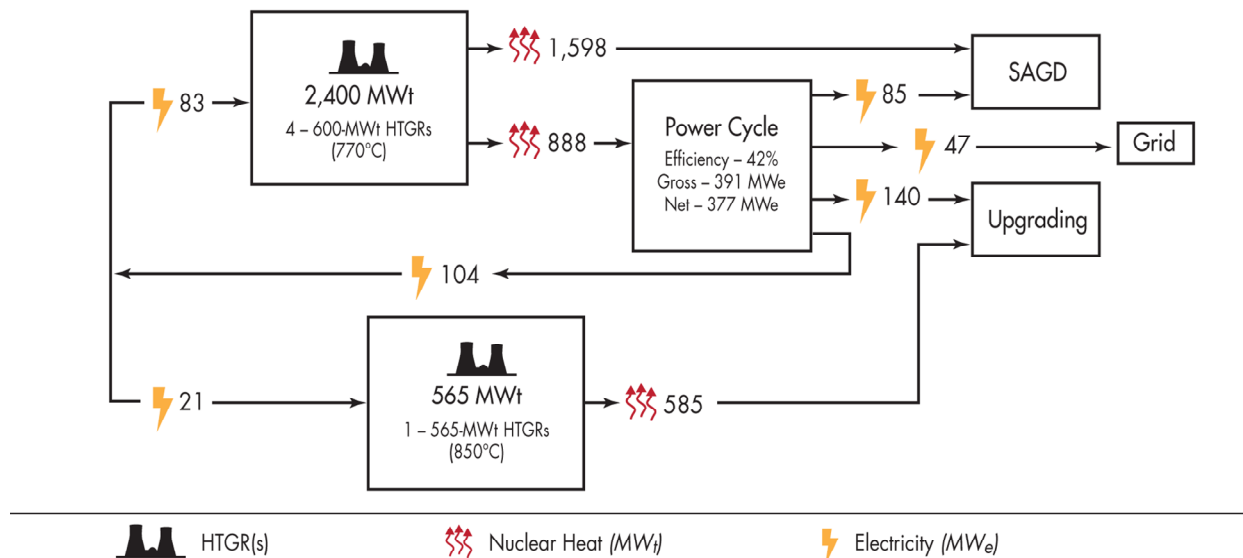 1,598
SAGD
83
2,400 MWt
4 – 600-MWt HTGRs
(770°C)
85
888
Power Cycle
Efficiency – 42%
Gross – 391 MWe
Net – 377 MWe
47
Grid
140
Upgrading
104
21
565 MWt
1 – 565-MWt HTGRs
(850°C)
585
HTGR(s)
Nuclear Heat (MWt)
Electricity (MWe)